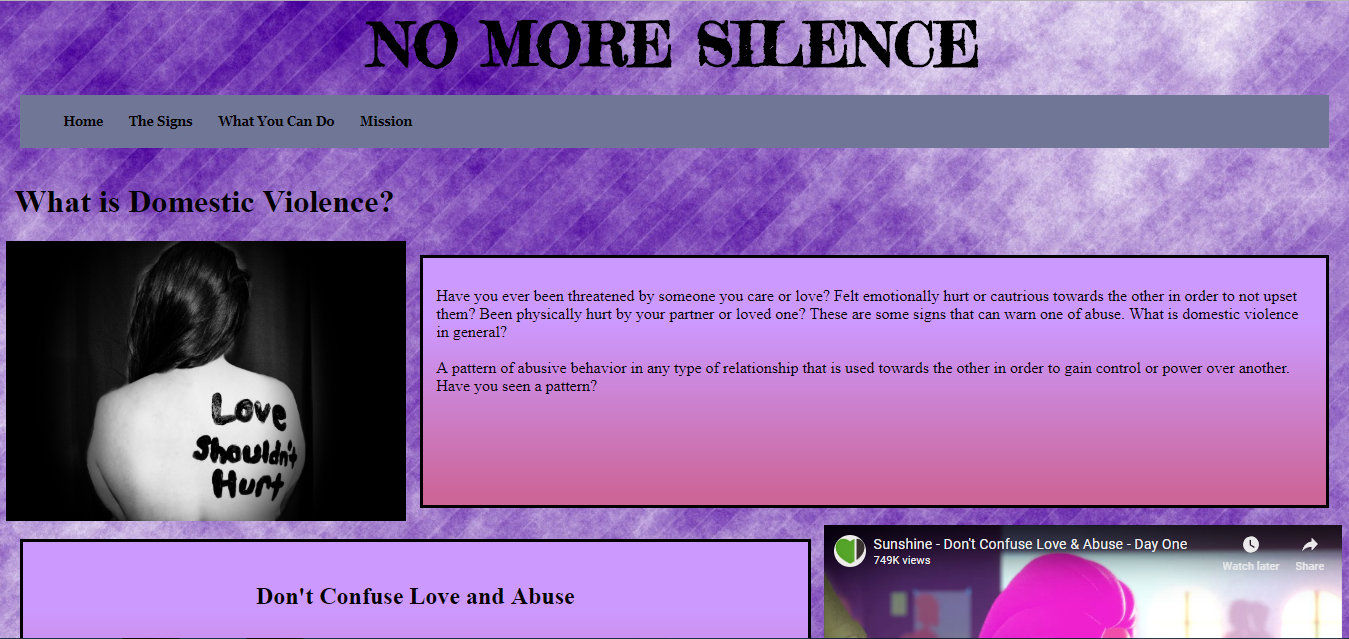 NO MORE SILENCE
Home The Signs What You Can Do Mission
What is Domestic Violence?
Love
Shouldn't
Hurt
Have you ever been threatened by someone you care or love? Felt emotionally hurt or cautrious towards the other in order to not upset
them? Been physically hurt by your partner or loved one? These are some signs that can warn one of abuse. What is domestic violence
in general?
A pattern of abusive behavior in any type of relationship that is used towards the other in order to gain control or power over another.
Have you seen a pattern?
Don't Confuse Love and Abuse
Sunshine - Don't Confuse Love & Abuse - Day One
749K views
Watch later Share